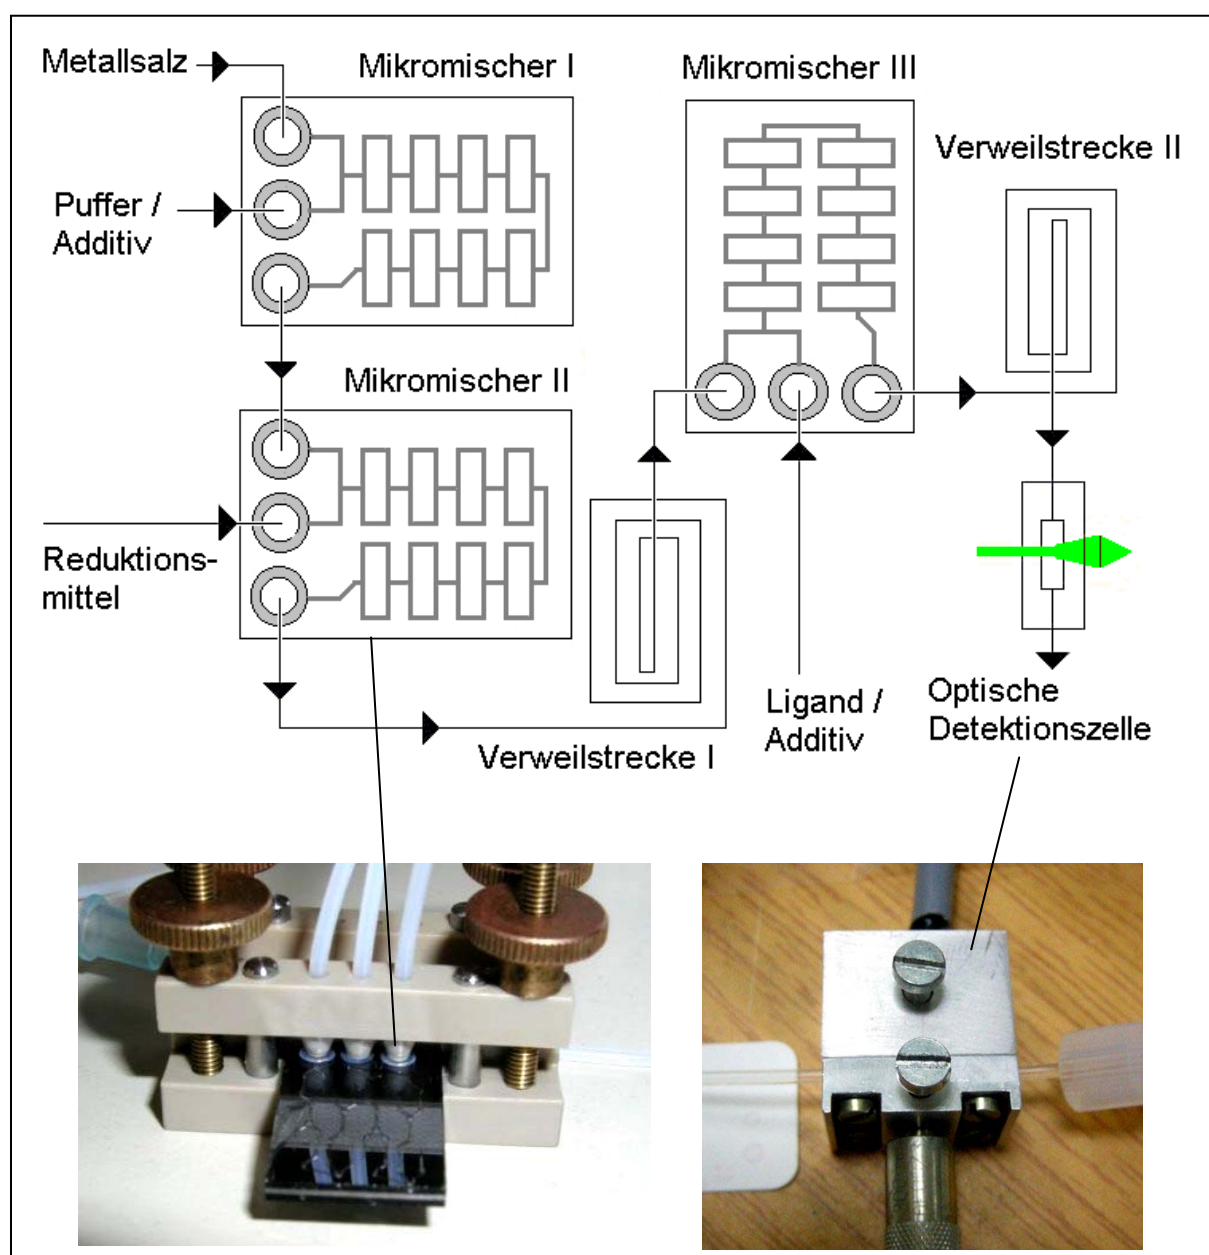 Metallsalz
Mikromischer I
Mikromischer III
Verweilstrecke II
Puffer /
Additiv
Mikromischer II
Reduktions-
mittel
Ligand /
Additiv
Optische
Detektionszelle
Verweilstrecke I